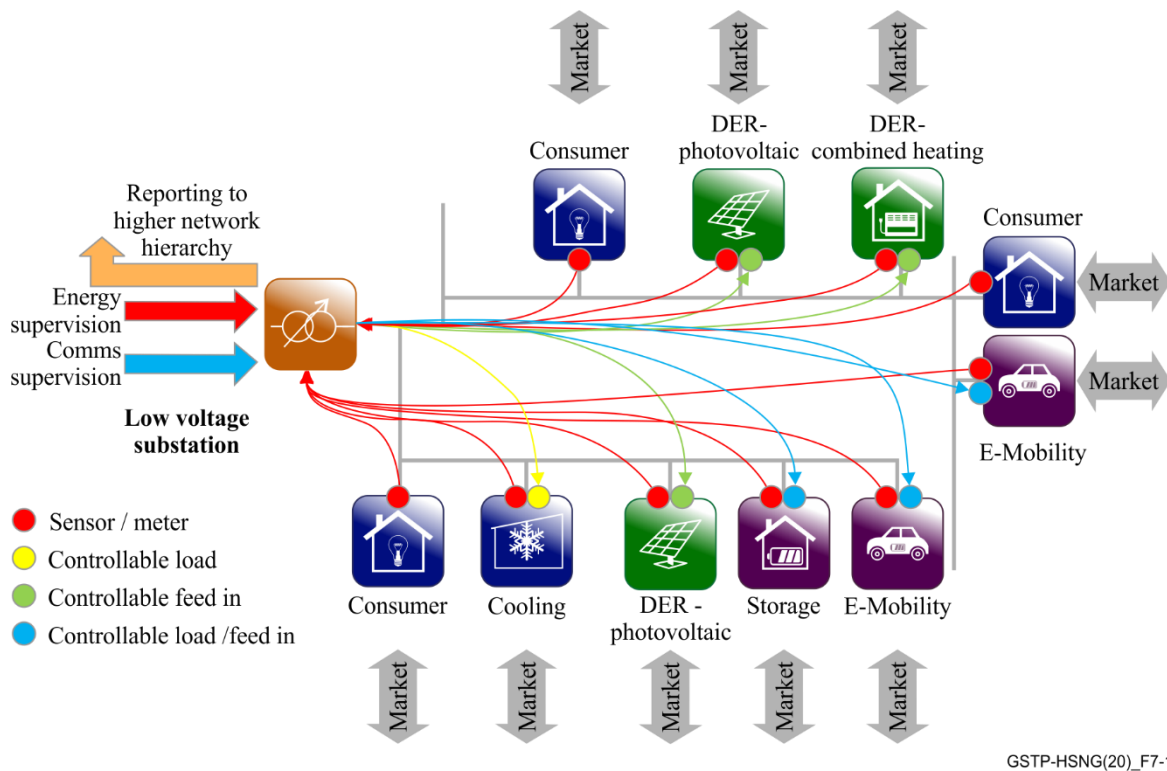 Market
Market
Market
Consumer
DER-
photovoltaic
DER-
combined heating
Reporting to
higher network
hierarchy
Energy
supervision
Comms
supervision
Low voltage
substation
Consumer
Market
Market
E-Mobility
Sensor / meter
Controllable load
Controllable feed in
Controllable load /feed in
Consumer
Cooling
DER -
photovoltaic
Storage
E-Mobility
Market
Market
Market
Market
Market